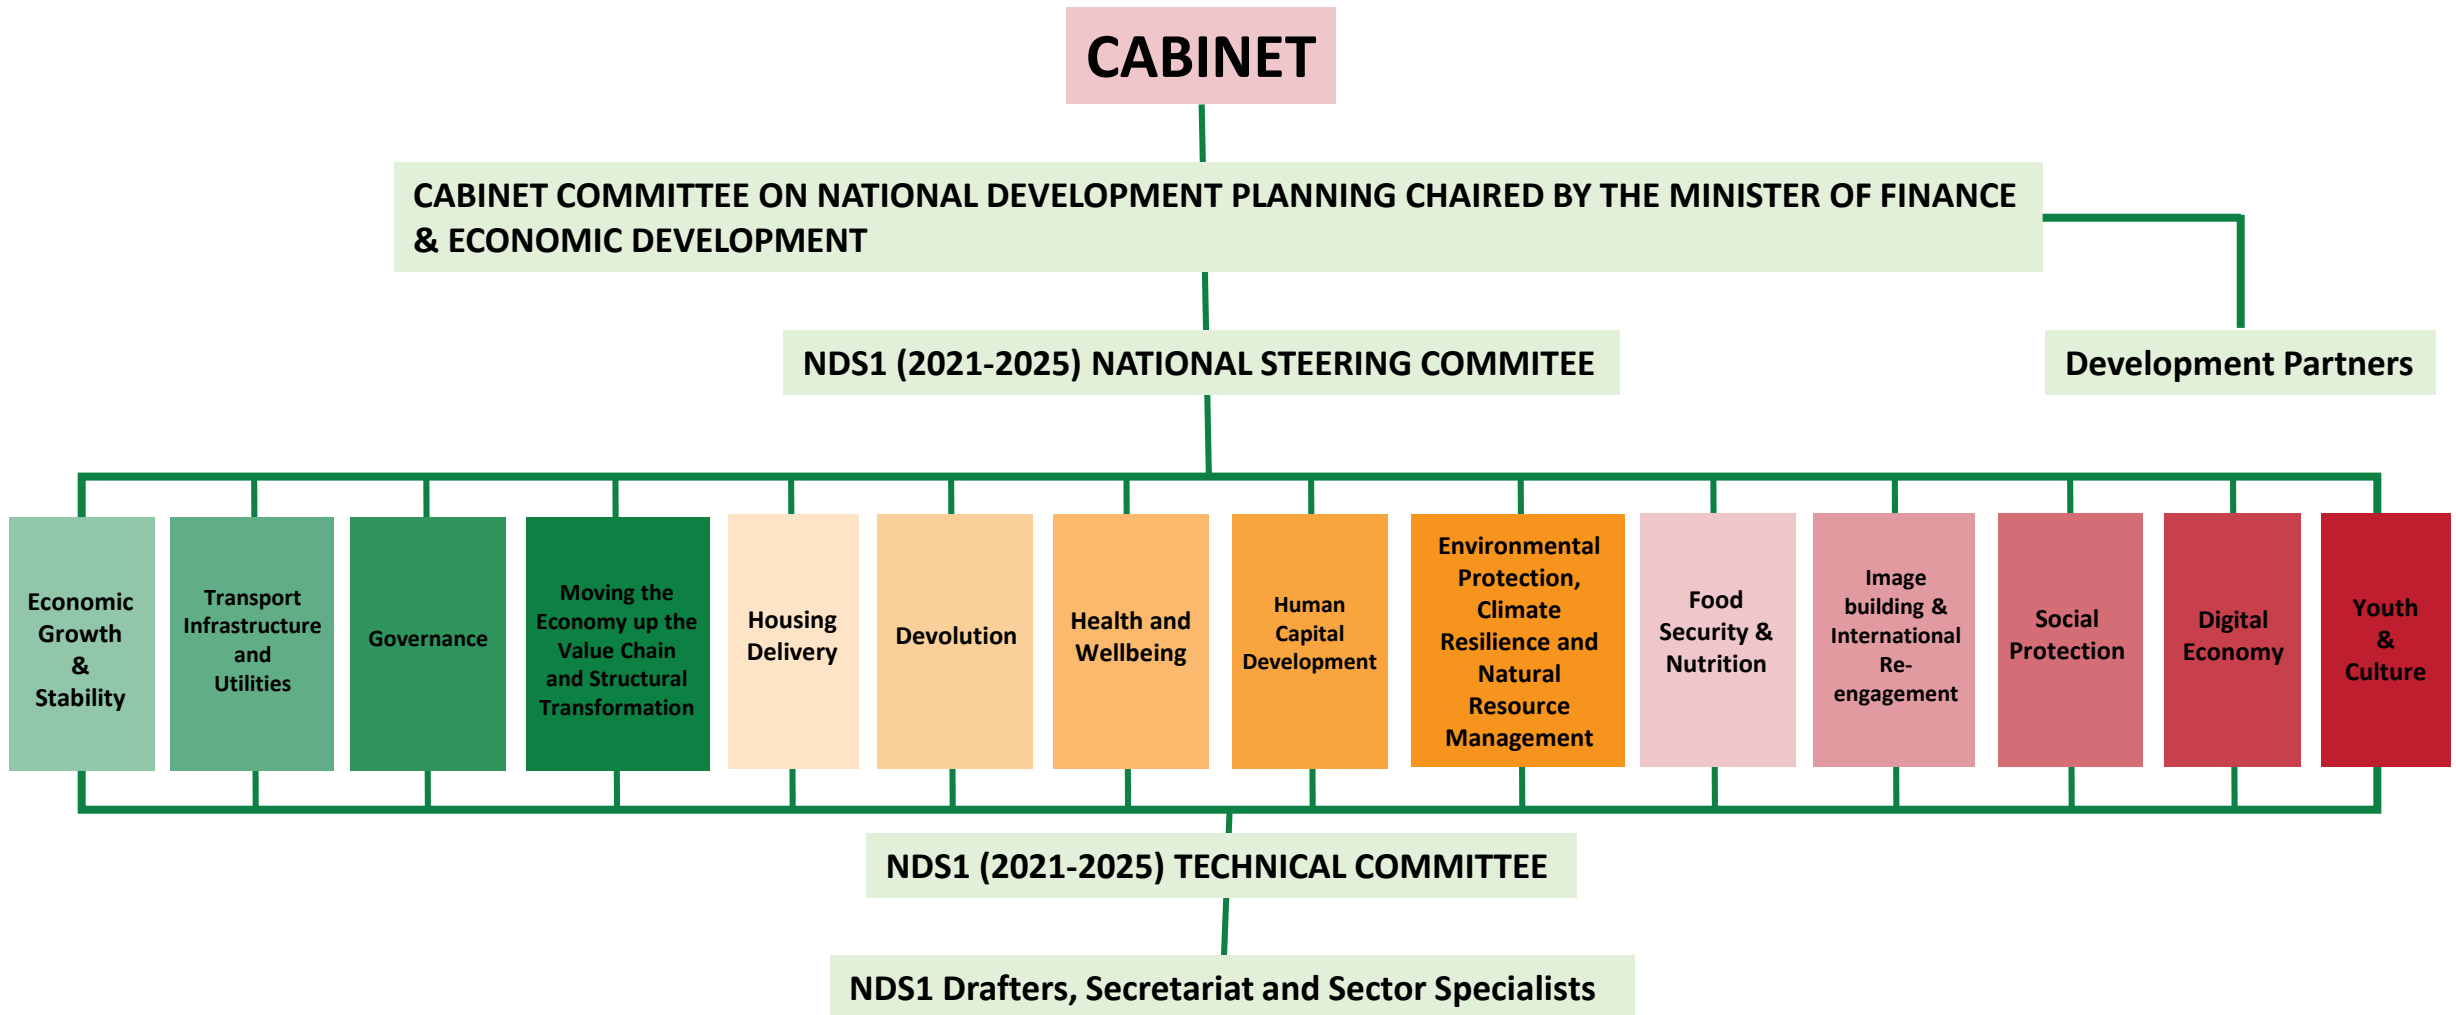 CABINET
CABINET COMMITTEE ON NATIONAL DEVELOPMENT PLANNING CHAIRED BY THE MINISTER OF FINANCE
& ECONOMIC DEVELOPMENT
NDS1 (2021-2025) NATIONAL STEERING COMMITEE
Development Partners
Economic
Growth
&
Stability
Transport
Infrastructure
and
Utilities
Governance
Moving the
Economy up the
Value Chain
and Structural
Transformation
Housing
Delivery
Devolution
Health and
Wellbeing
Human
Capital
Development
Environmental
Protection,
Climate
Resilience and
Natural
Resource
Management
Food
Security &
Nutrition
Image
building &
International
Re-
engagement
Social
Protection
Digital
Economy
Youth
&
Culture
NDS1 (2021-2025) TECHNICAL COMMITTEE
NDS1 Drafters, Secretariat and Sector Specialists